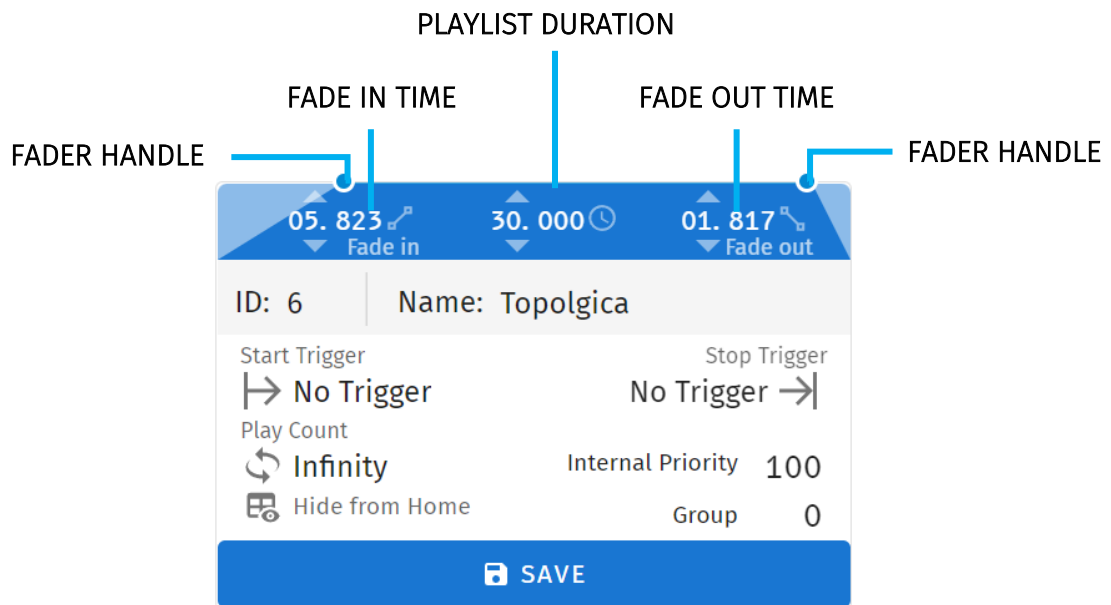 PLAYLIST DURATION
FADE IN TIME FADE OUT TIME
FADER HANDLE FADER HANDLE
05. 823 30. 000 01. 817
Fade in Fade out
ID: 6 Name: Topolgica
Start Trigger Stop Trigger
No Trigger No Trigger
Play Count
Infinity Internal Priority 100
Hide from Home
Group 0
SAVE